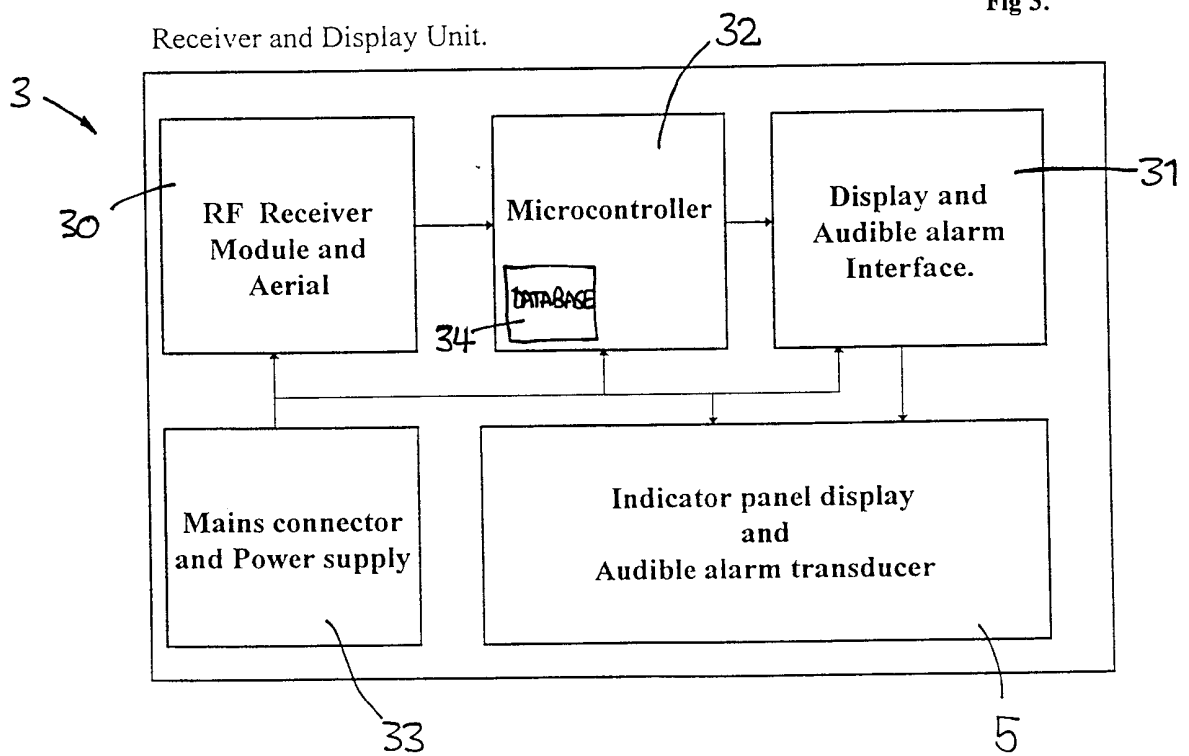 Fig 3.
Receiver and Display Unit.
32
3
30
RF Receiver
Module and
Aerial
Microcontroller
DATABASE
34
Display and
Audible alarm
Interface.
31
Mains connector
and Power supply
Indicator panel display
and
Audible alarm transducer
33
5